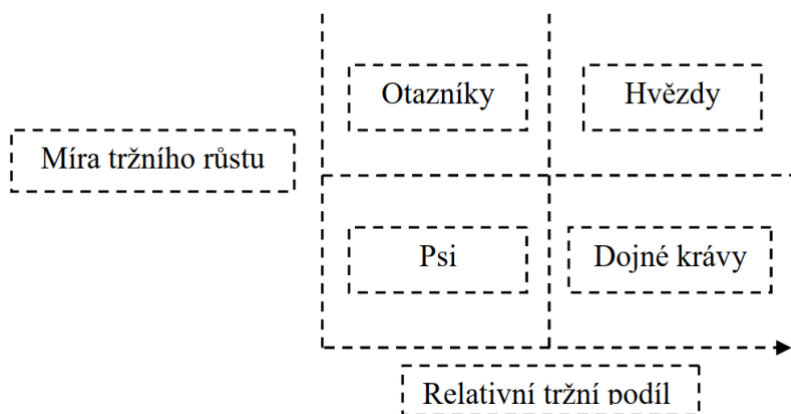 Otazníky
Hvězdy
Míra tržního růstu
Psi
Dojné krávy
Relativní tržní podíl